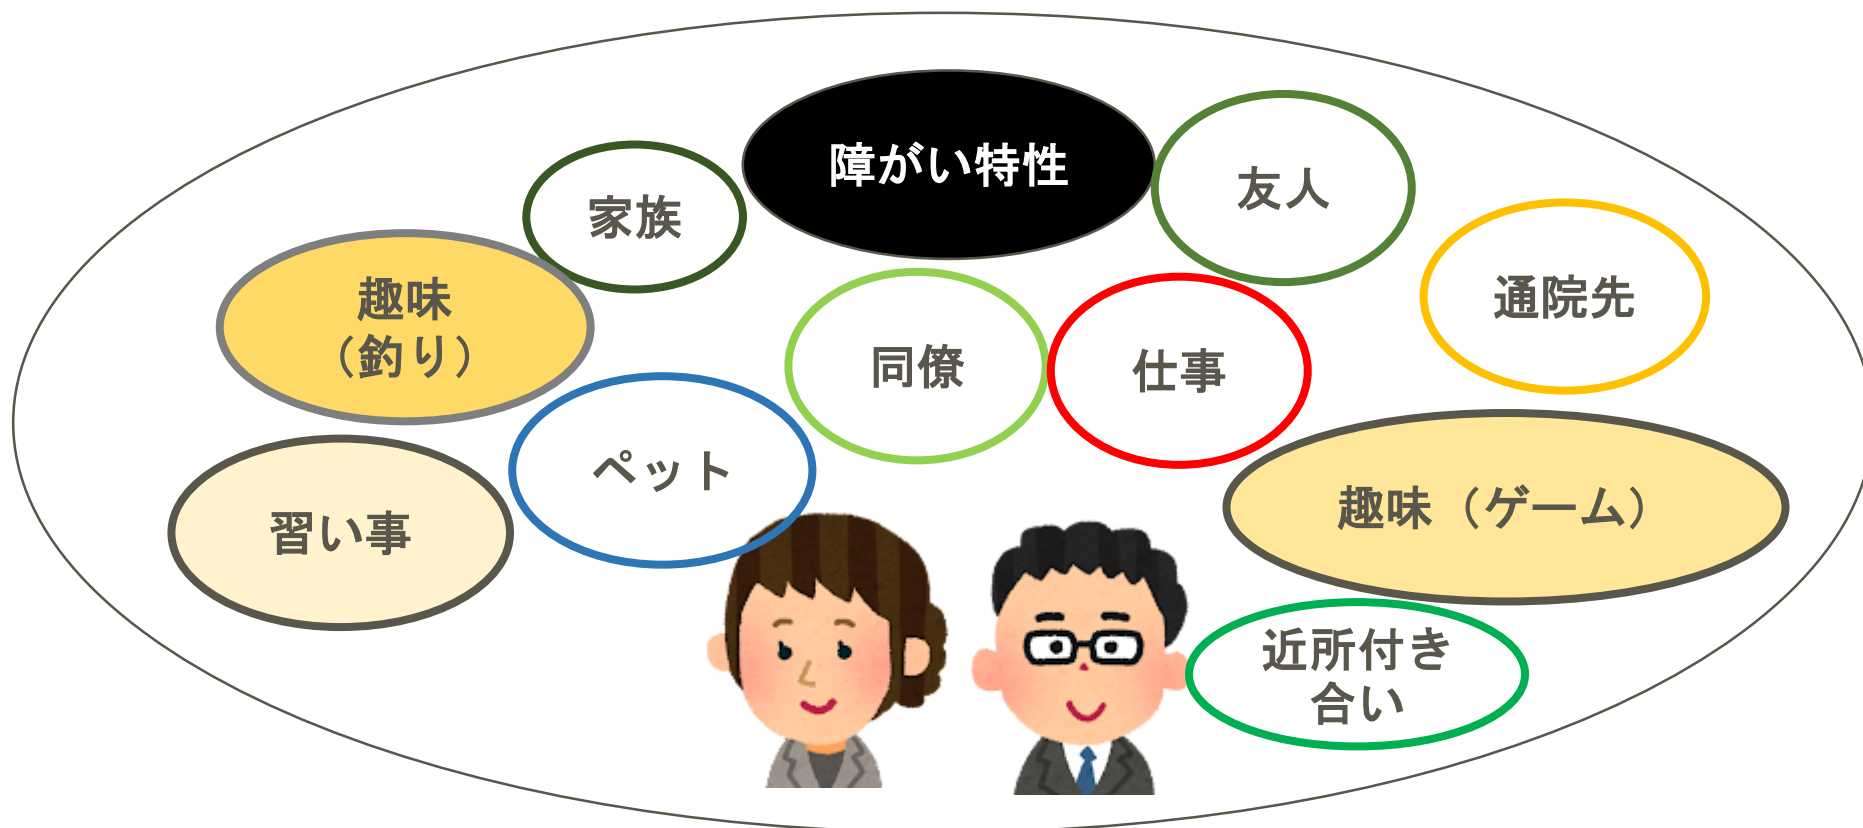 障がい特性
友人
家族
通院先
趣味
（釣り）
同僚
仕事
ペット
趣味（ゲーム）
習い事
近所付き
合い